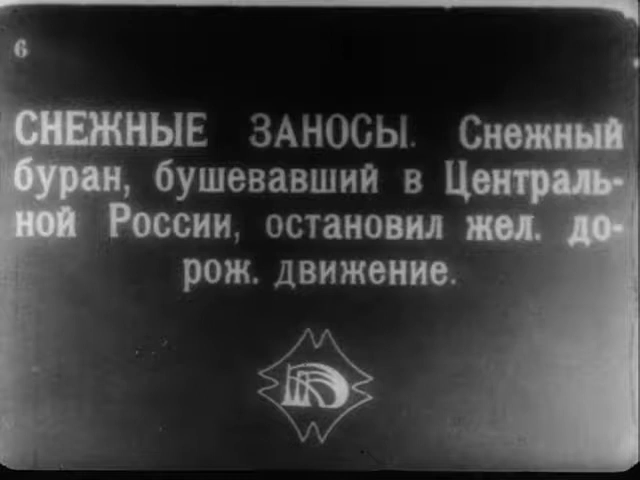 6
СНЕЖНЫЕ ЗАНОСЫ. Снежный
буран, бушевавший в Централь-
ной России, остановил жел. до-
рож. движение.